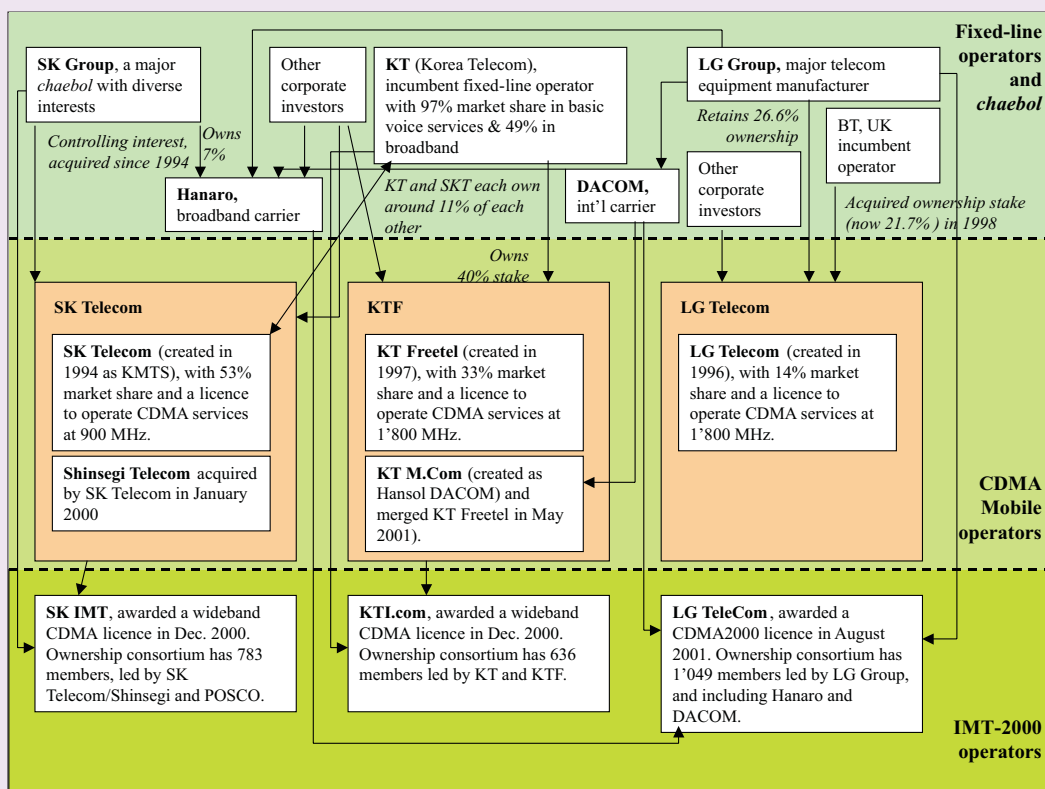 Fixed-line
operators
and
chaebol
SK Group, a major
chaebol with diverse
interests
Other
corporate
investors
KT (Korea Telecom),
incumbent fixed-line operator
with 97% market share in basic
voice services & 49% in
broadband
LG Group, major telecom
equipment manufacturer
Controlling interest,
acquired since 1994
Owns
7%
Retains 26.6%
ownership
BT, UK
incumbent
operator
Hanaro,
broadband carrier
KT and SKT each own
around 11% of each
other
DACOM,
int'l carrier
Other
corporate
investors
Acquired ownership stake
(now 21.7% ) in 1998
Owns
40% stake
SK Telecom
SK Telecom (created in
1994 as KMTS), with 53%
market share and a licence
to operate CDMA services
at 900 MHz.
Shinsegi Telecom acquired
by SK Telecom in January
2000
KTF
KT Freetel (created in
1997), with 33% market
share and a licence to
operate CDMA services at
1'800 MHz.
KT M.Com (created as
Hansol DACOM) and
merged KT Freetel in May
2001).
LG Telecom
LG Telecom (created in
1996), with 14% market
share and a licence to
operate CDMA services at
1'800 MHz.
CDMA
Mobile
operators
SK IMT, awarded a wideband
CDMA licence in Dec. 2000.
Ownership consortium has 783
members, led by SK
Telecom/Shinsegi and POSCO.
KTI.com, awarded a wideband
CDMA licence in Dec. 2000.
Ownership consortium has 636
members led by KT and KTF.
LG TeleCom, awarded a
CDMA2000 licence in August
2001. Ownership consortium has
1'049 members led by LG Group,
and including Hanaro and
DACOM.
IMT-2000
operators